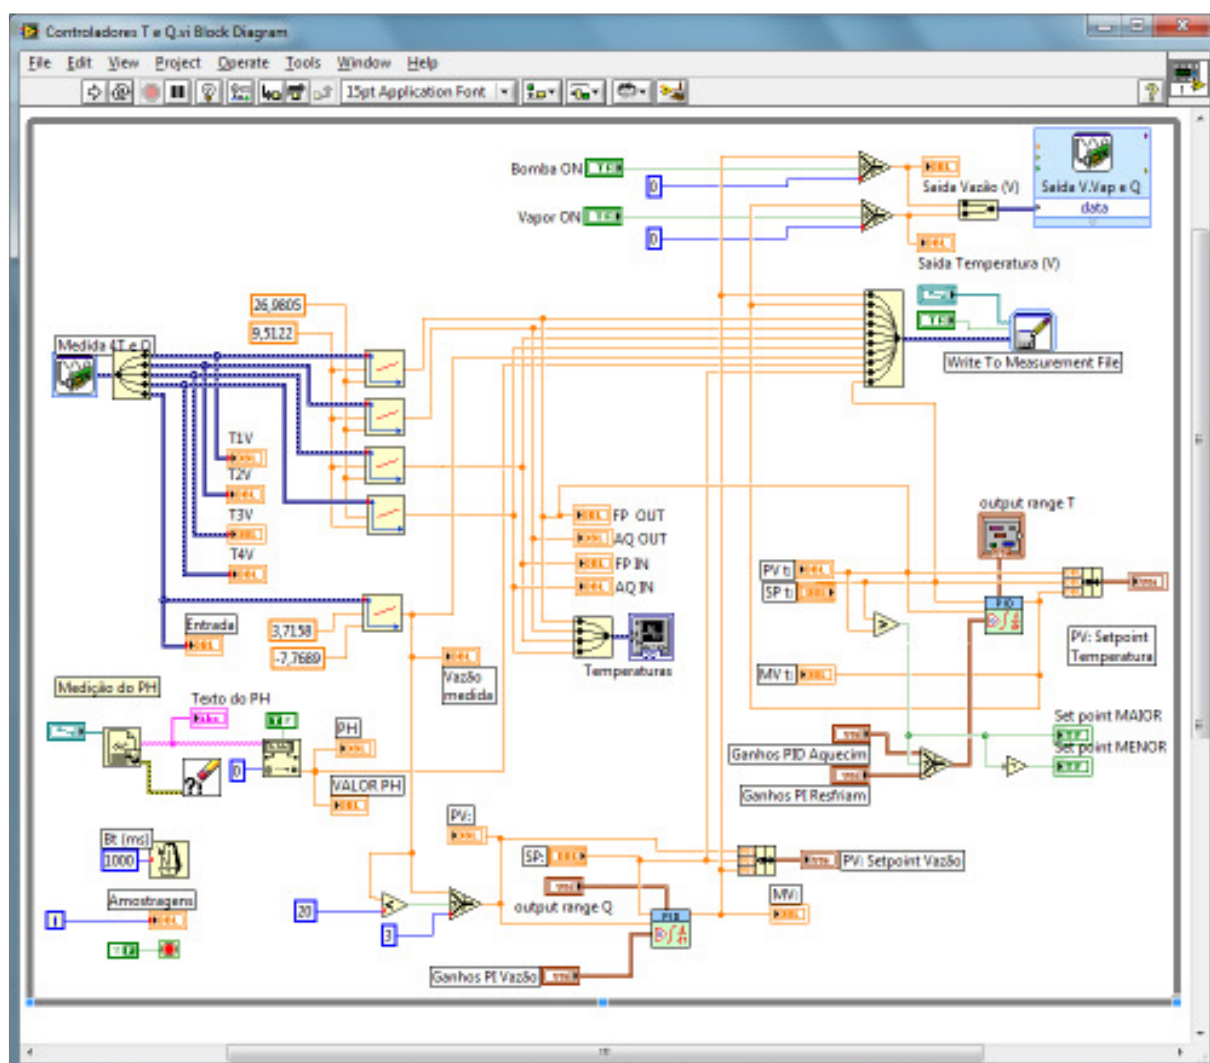 Controladores T e Q.vi Block Diagram
File Edit View Project Operate Tools Window Help
15pt Application Font
Bomba ON
0
Saída Vazão (V)
Saída V.Vap e Q
data
Vapor ON
0
Saída Temperatura (V)
26,9805
9,5122
Medida 4T e Q
Write To Measurement File
T1V
T2V
T3V
T4V
output range T
FP OUT
AQ OUT
FP IN
AQ IN
PV t:
SP t:
PID
Entrada
3,7158
-7,7689
Temperaturas
PV: Setpoint
Temperatura
Vazão
medida
MV t:
Medição do PH
Texto do PH
PH
0
VALOR PH
Set point MAIOR
Set point MENOR
Ganhos PID Aquecim
Ganhos PI Resfriam
PV:
Bt (ms)
1000
SP:
PV: Setpoint Vazão
Amostragens
i
20
3
output range Q
MV:
PID
Ganhos PI Vazão